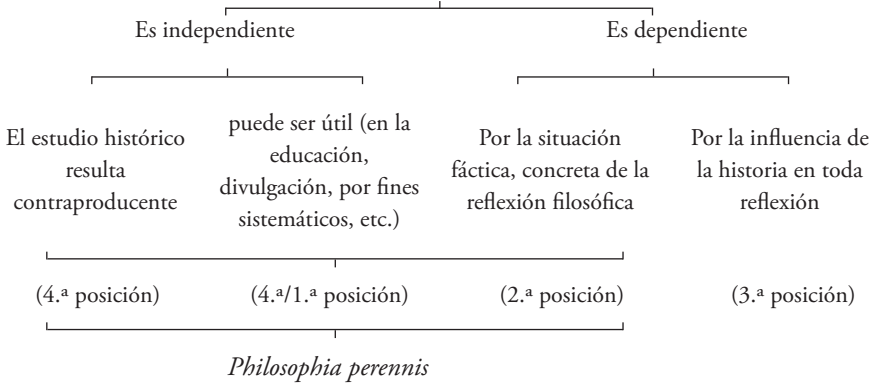 Es independiente
Es dependiente
El estudio histórico
resulta
contraproducente
puede ser útil (en la
educación,
divulgación, por fines
sistemáticos, etc.)
Por la situación
fáctica, concreta de la
reflexión filosófica
Por la influencia de
la historia en toda
reflexión
(4.ª posición)
(4.ª/1.ª posición)
(2.ª posición)
(3.ª posición)
Philosophia perennis